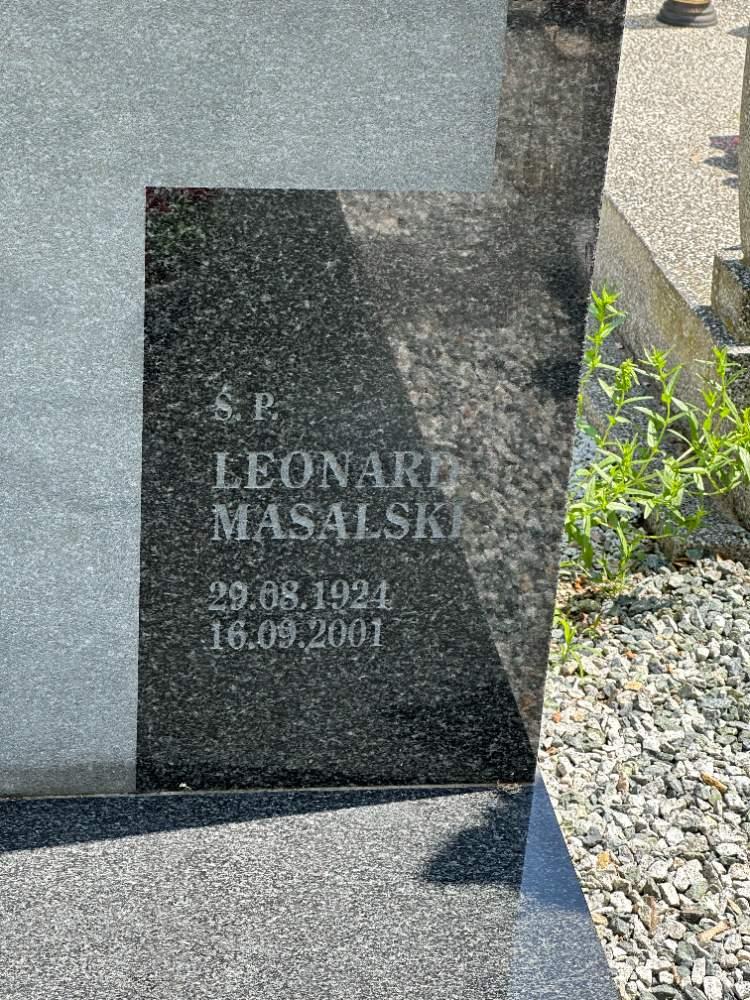 Ś. P.
LEONARD
MASALSKI
29.08.1924
16.09.2001